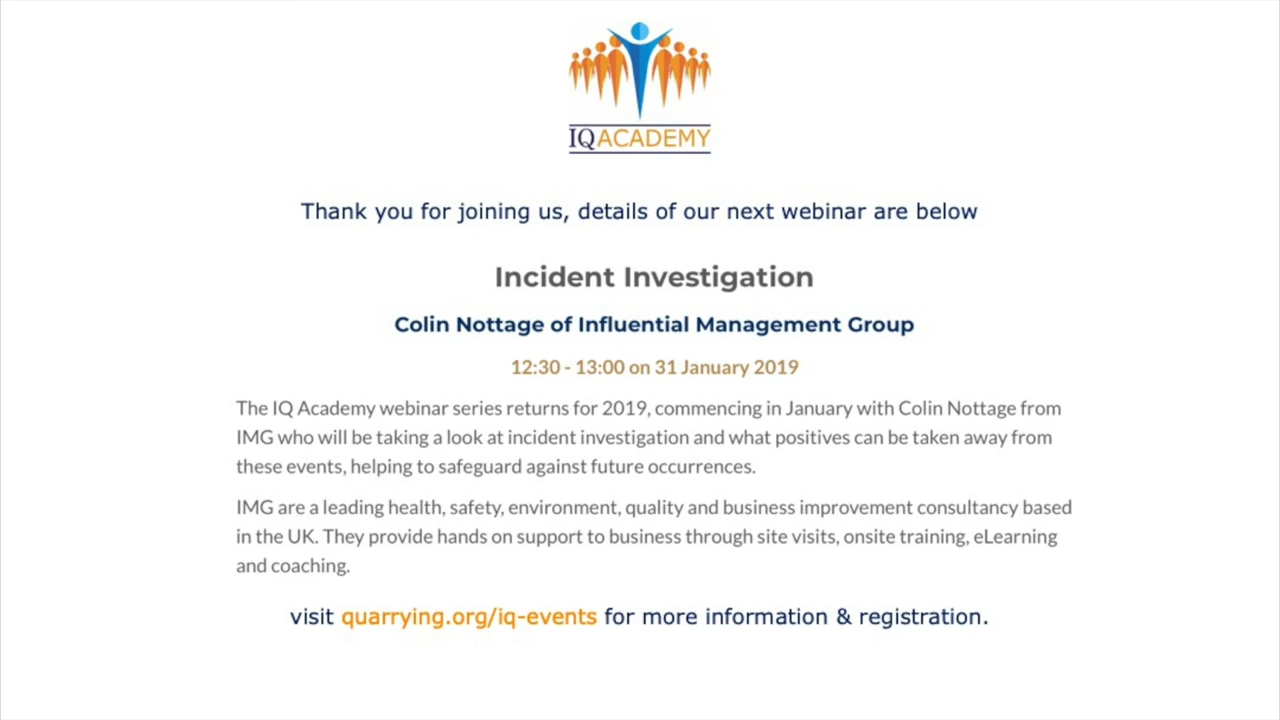 IQACADEMY
Thank you for joining us, details of our next webinar are below
Incident Investigation
Colin Nottage of Influential Management Group
12:30 - 13:00 on 31 January 2019
The IQ Academy webinar series returns for 2019, commencing in January with Colin Nottage from
IMG who will be taking a look at incident investigation and what positives can be taken away from
these events, helping to safeguard against future occurrences.
IMG are a leading health, safety, environment, quality and business improvement consultancy based
in the UK. They provide hands on support to business through site visits, onsite training, eLearning
and coaching.
visit quarrying.org/iq-events for more information & registration.